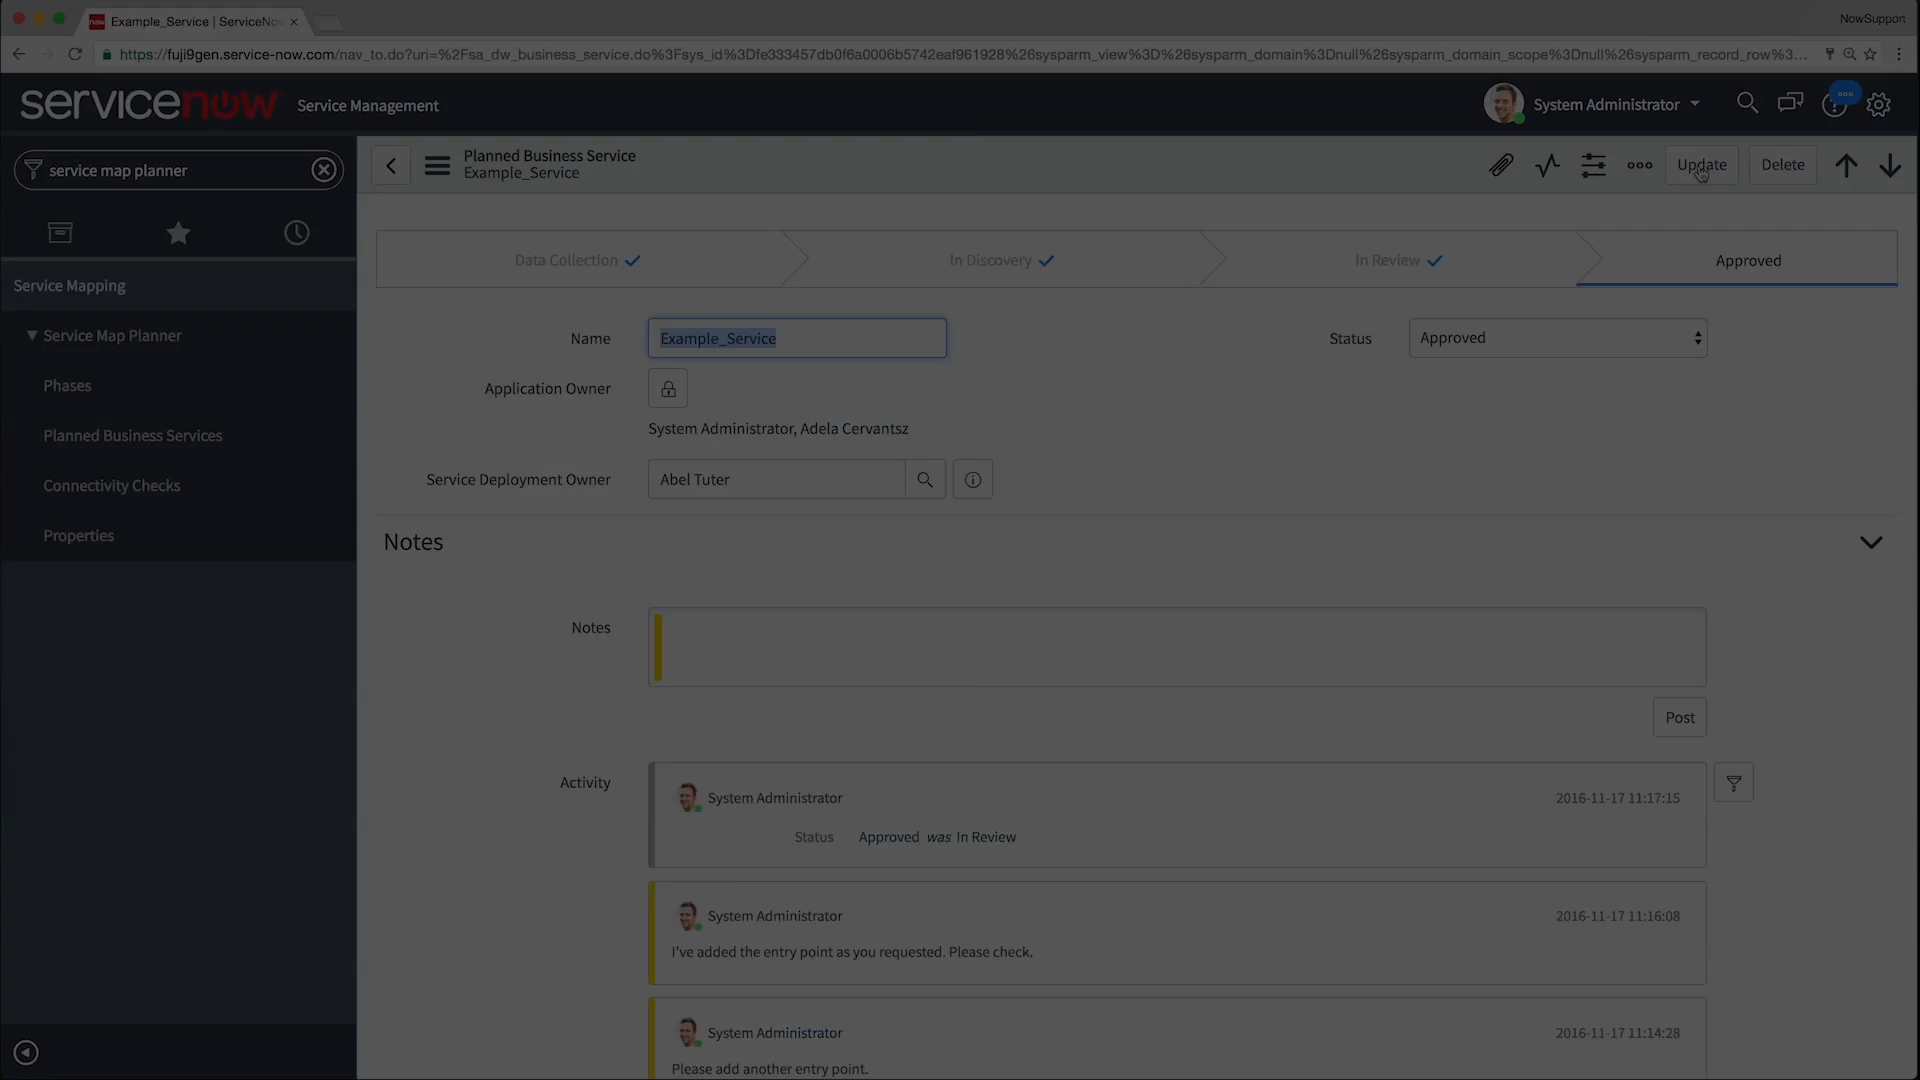 Example_Service | ServiceNo
NowSupport
https://fuji9gen.service-now.com/nav_to.do?uri=%2Fsa_dw_business_service.do%3Fsys_id%3Dfe333457db0f6a0006b5742eaf961928%26sysparm_view%3D%26sysparm_domain%3Dnull%26sysparm_domain_scope%3Dnull%26sysparm_record_row%3...
servicenow Service Management
System Administrator
service map planner
Planned Business Service
Example_Service
Update
Delete
Service Mapping
Service Map Planner
Phases
Planned Business Services
Connectivity Checks
Properties
Data Collection
In Discovery
In Review
Approved
Name
Example_Service
Status
Approved
Application Owner
System Administrator, Adela Cervantsz
Service Deployment Owner
Abel Tuter
Notes
Notes
Post
Activity
System Administrator
2016-11-17 11:17:15
Status Approved was In Review
System Administrator
2016-11-17 11:16:08
I've added the entry point as you requested. Please check.
System Administrator
2016-11-17 11:14:28
Please add another entry point.